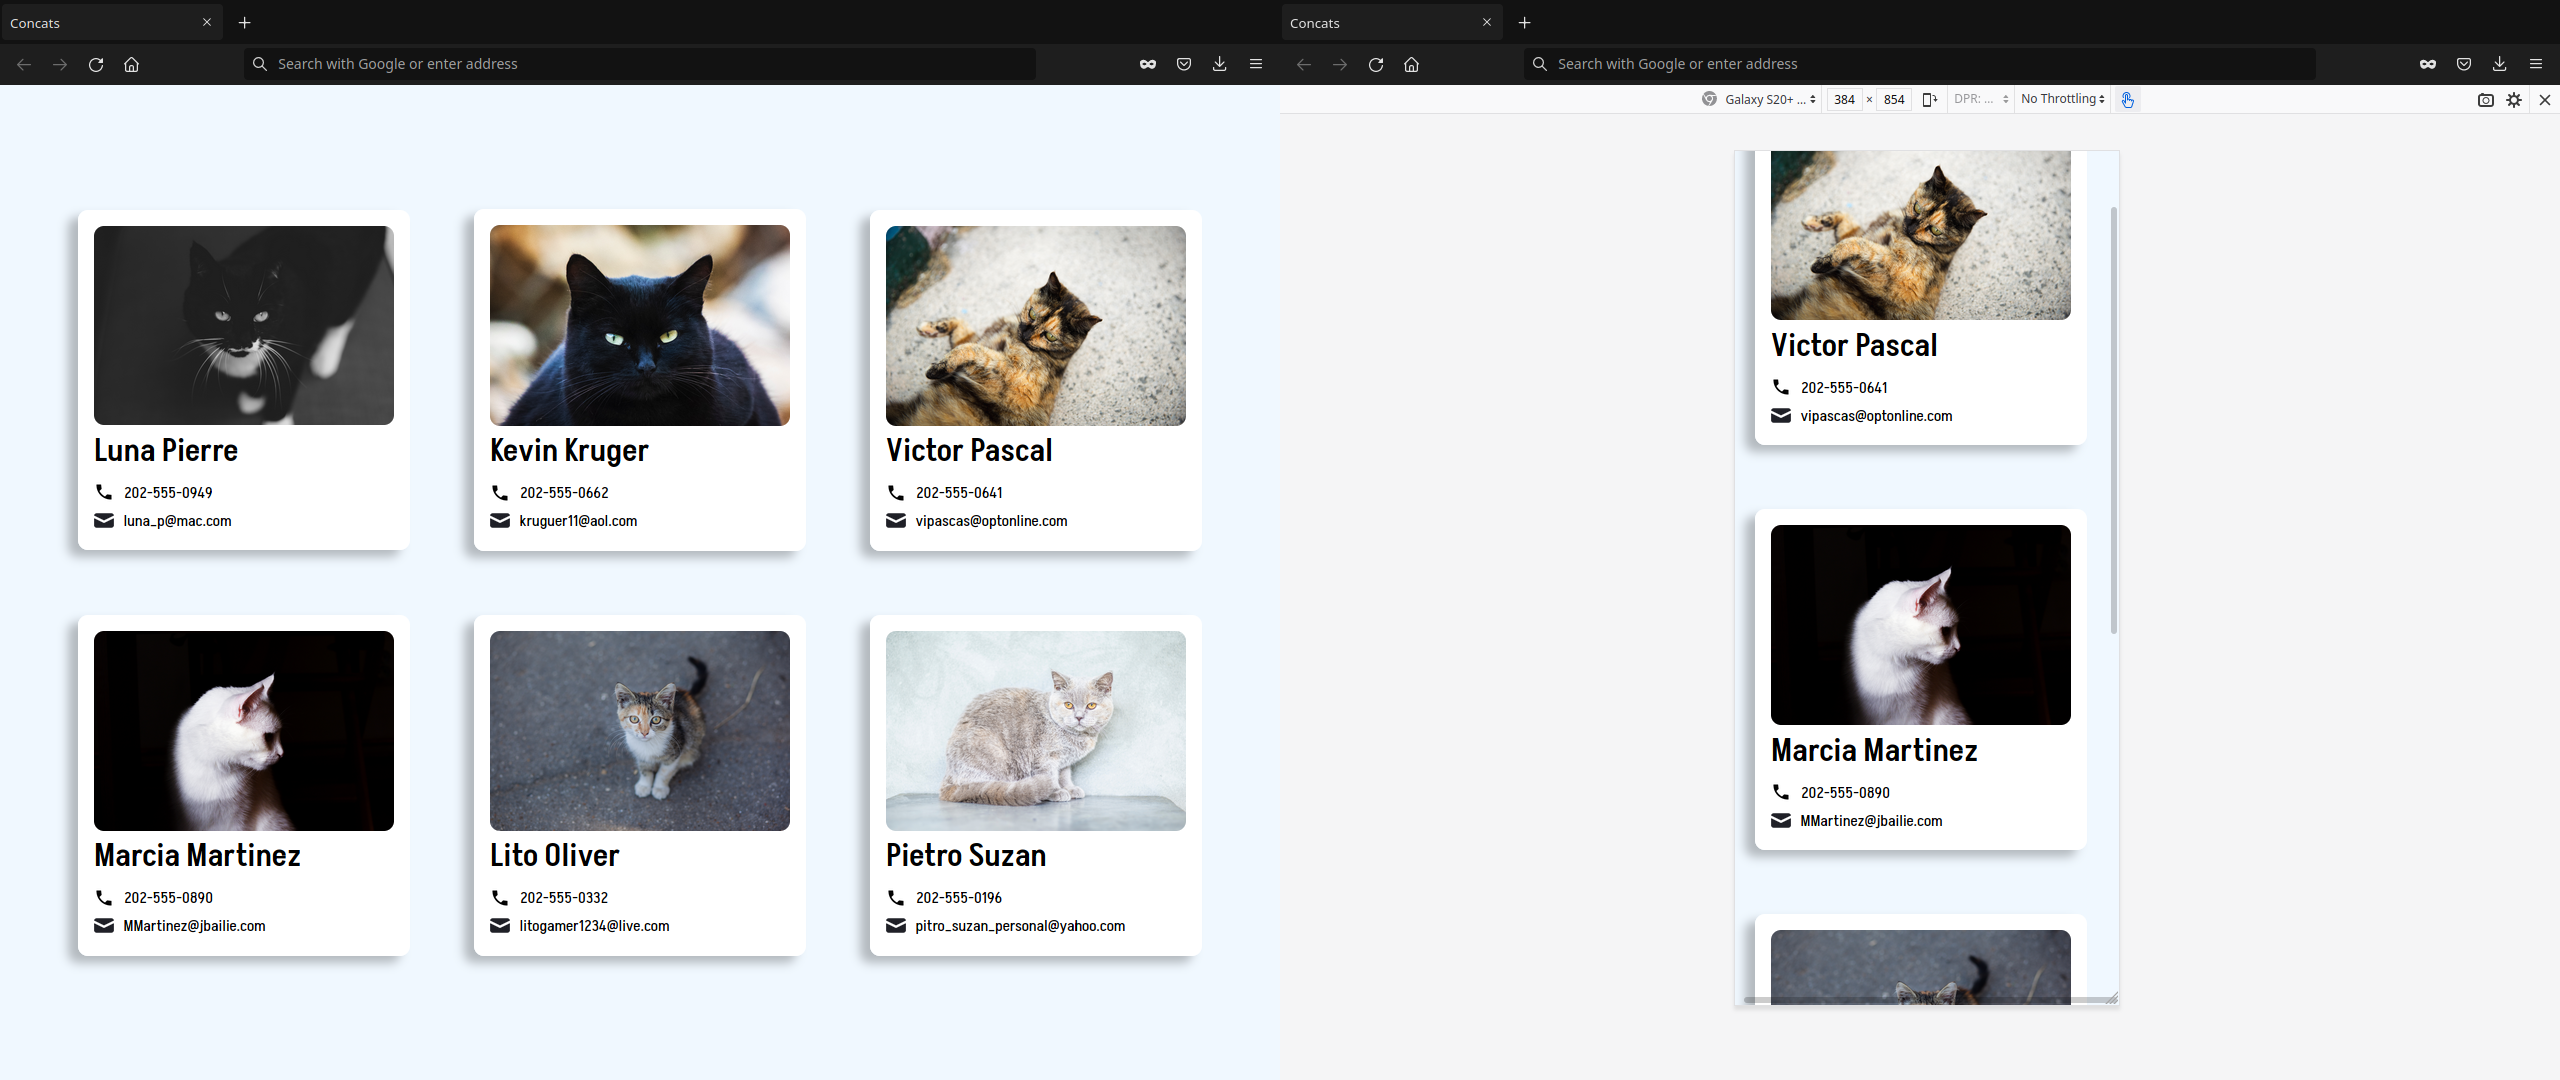 Concats
Search with Google or enter address
Luna Pierre
202-555-0949
luna_p@mac.com
Kevin Kruger
202-555-0662
kruguer11@aol.com
Victor Pascal
202-555-0641
vipascas@optonline.com
Marcia Martinez
202-555-0890
MMartinez@jbailie.com
Lito Oliver
202-555-0332
litogamer1234@live.com
Pietro Suzan
202-555-0196
pitro_suzan_personal@yahoo.com
Concats
Search with Google or enter address
Galaxy S20+ ... 384 × 854 DPR: ... No Throttling
Victor Pascal
202-555-0641
vipascas@optonline.com
Marcia Martinez
202-555-0890
MMartinez@jbailie.com